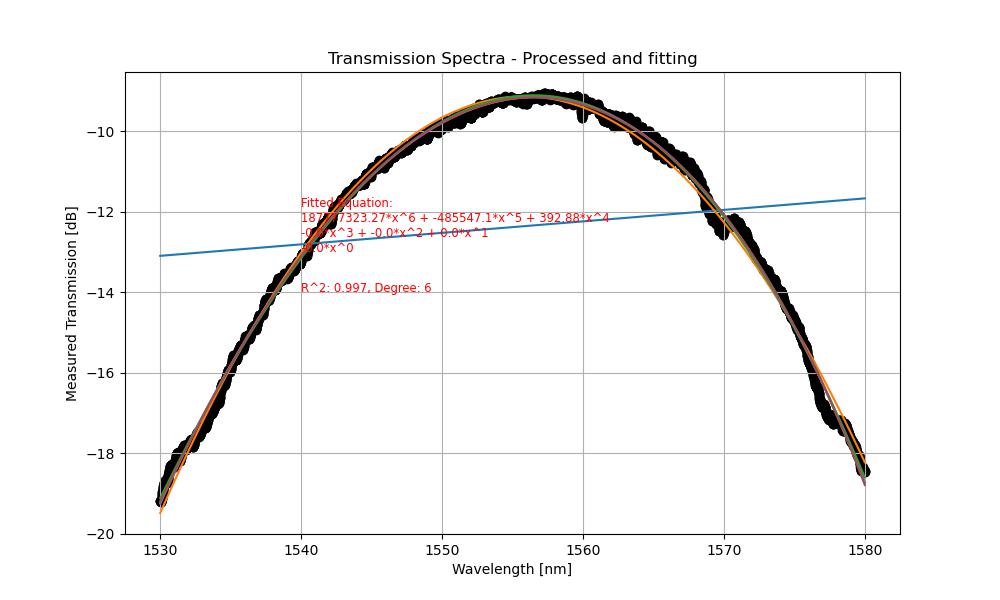 Transmission Spectra - Processed and fitting
Measured Transmission [dB]
−10
−12
−14
−16
−18
−20
Fitted equation:
7323.27*x^6 + -485547.1*x^5 + 392.88*x^4
-0.0*x^3 + -0.0*x^2 + 0.0*x^1
R^2: 0.997, Degree: 6
1530
1540
1550
1560
1570
1580
Wavelength [nm]